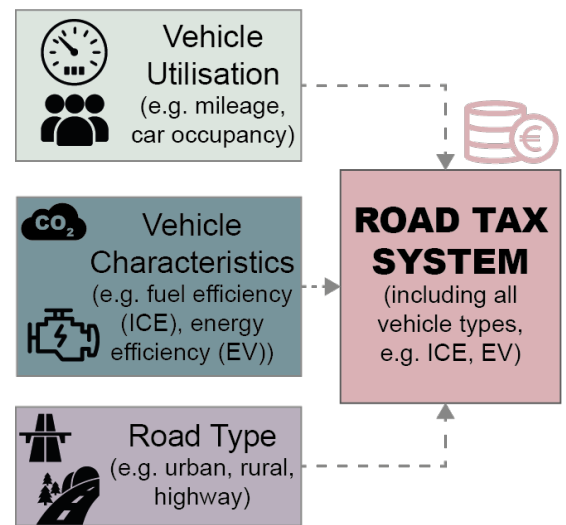 Vehicle
Utilisation
(e.g. mileage,
car occupancy)
€
CO₂
Vehicle
Characteristics
(e.g. fuel efficiency
(ICE), energy
efficiency (EV))
ROAD TAX
SYSTEM
(including all
vehicle types,
e.g. ICE, EV)
Road Type
(e.g. urban, rural,
highway)